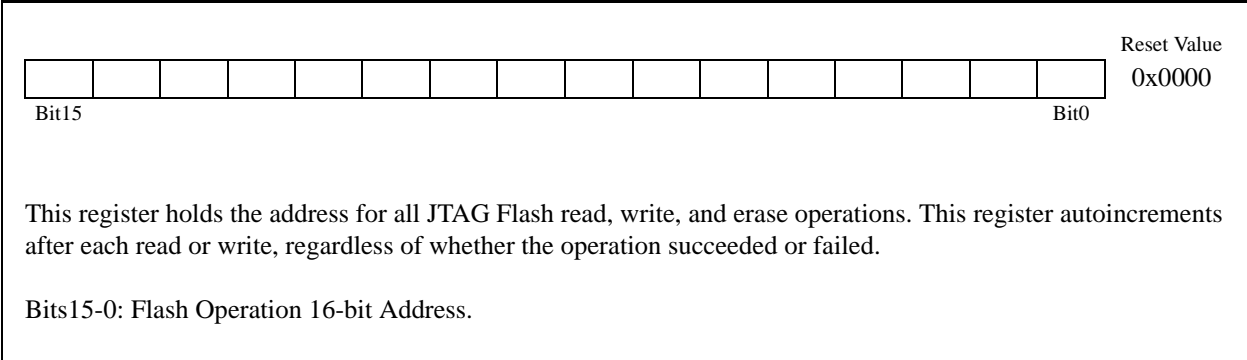 Reset Value
0x0000
Bit15 Bit0
This register holds the address for all JTAG Flash read, write, and erase operations. This register autoincrements
after each read or write, regardless of whether the operation succeeded or failed.
Bits15-0: Flash Operation 16-bit Address.